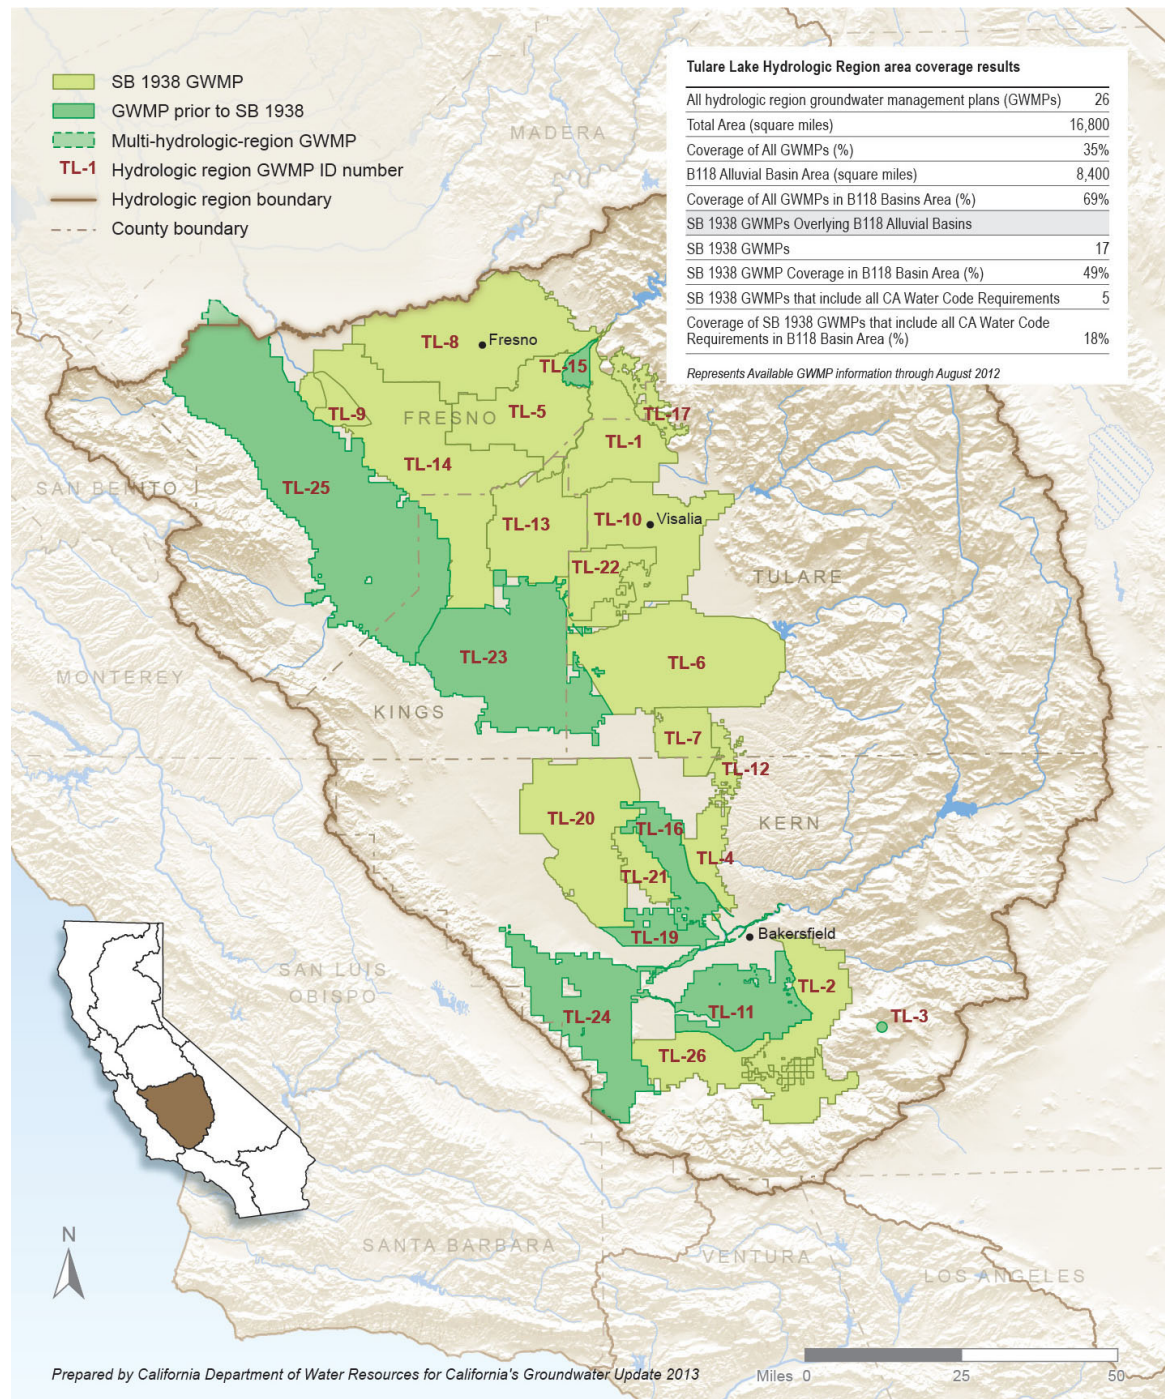 SB 1938 GWMP
GWMP prior to SB 1938
Multi-hydrologic-region GWMP
TL-1 Hydrologic region GWMP ID number
Hydrologic region boundary
County boundary
Tulare Lake Hydrologic Region area coverage results
All hydrologic region groundwater management plans (GWMPs) 26
Total Area (square miles) 16,800
Coverage of All GWMPs (%) 35%
B118 Alluvial Basin Area (square miles) 8,400
Coverage of All GWMPs in B118 Basins Area (%) 69%
SB 1938 GWMPs Overlying B118 Alluvial Basins
SB 1938 GWMPs 17
SB 1938 GWMP Coverage in B118 Basin Area (%) 49%
SB 1938 GWMPs that include all CA Water Code Requirements 5
Coverage of SB 1938 GWMPs that include all CA Water Code
Requirements in B118 Basin Area (%) 18%
Represents Available GWMP information through August 2012
MADERA
TL-8
Fresno
TL-15
TL-9
FRESNO
TL-5
TL-17
TL-1
TL-14
SAN BENITO
TL-25
TL-13
TL-10
Visalia
TL-22
TULARE
TL-23
TL-6
MONTEREY
KINGS
TL-7
TL-12
TL-20
TL-16
KERN
TL-4
TL-21
TL-19
Bakersfield
SAN LUIS
OBISPO
TL-2
TL-24
TL-11
TL-3
TL-26
N
SANTA BARBARA
VENTURA
LOS ANGELES
Prepared by California Department of Water Resources for California's Groundwater Update 2013
Miles 0 25 50